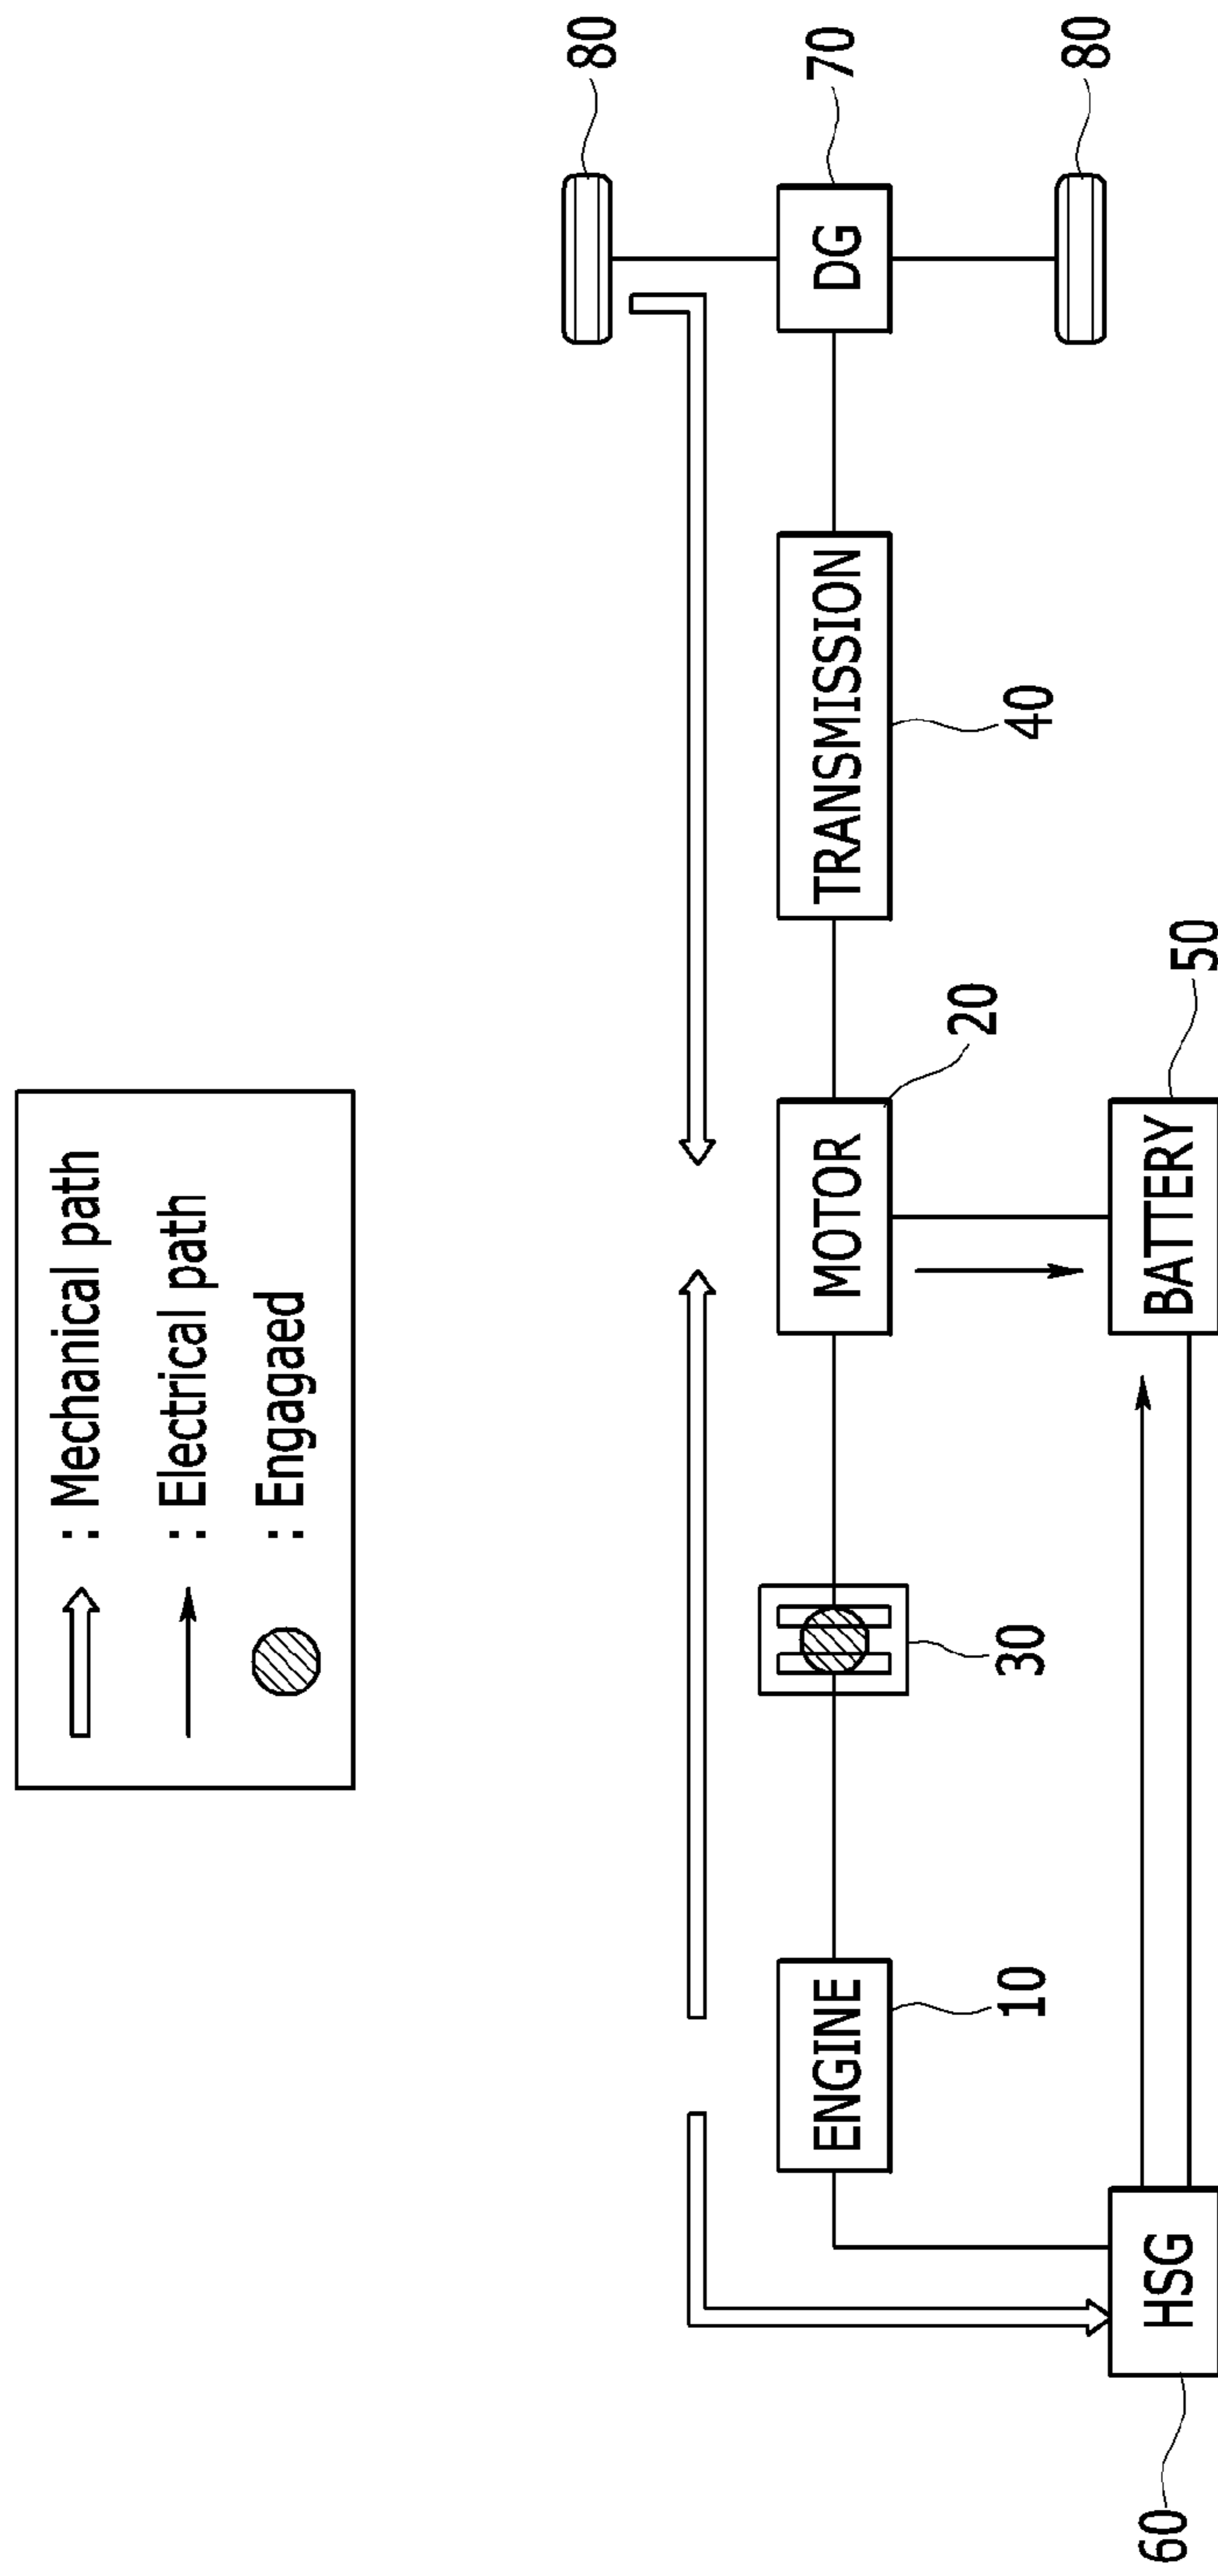 : Mechanical path
: Electrical path
: Engagaed
60
HSG
ENGINE
10
30
MOTOR
20
BATTERY
50
TRANSMISSION
40
DG
70
80
80